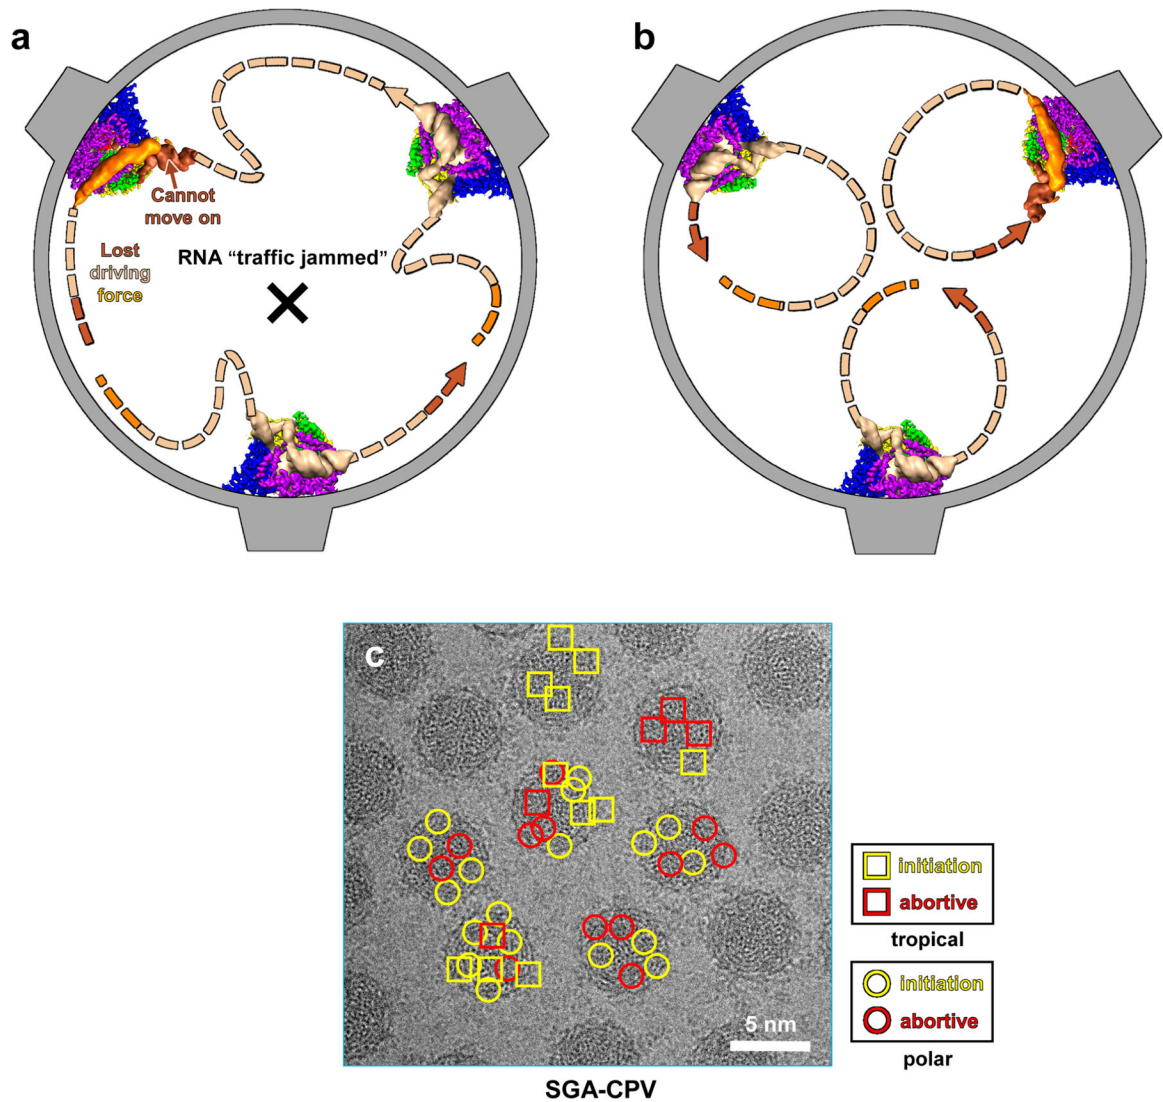 a
b
Cannot
move on
Lost
driving
force
RNA “traffic jammed”
c
5 nm
initiation
abortive
tropical
initiation
abortive
polar
SGA-CPV